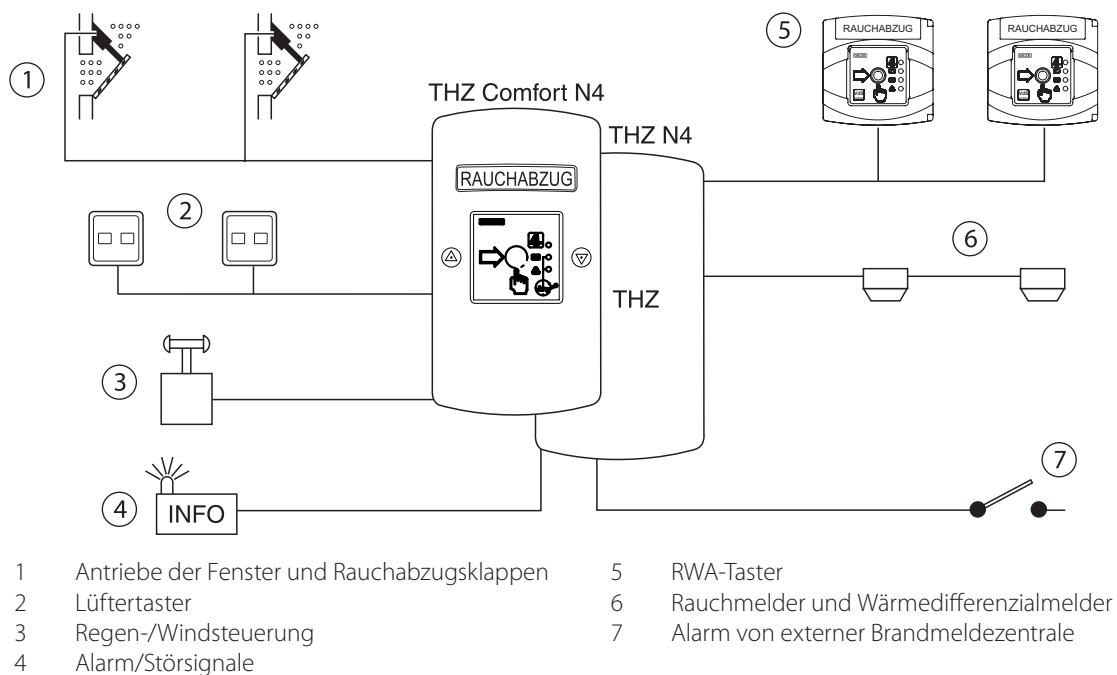 1
5
RAUCHABZUG
RAUCHABZUG
THZ Comfort N4
THZ N4
RAUCHABZUG
2
6
THZ
3
7
4
INFO
1 Antriebe der Fenster und Rauchabzugsklappen
2 Lüftertaster
3 Regen-/Windsteuerung
4 Alarm/Störsignale
5 RWA-Taster
6 Rauchmelder und Wärmedifferenzialmelder
7 Alarm von externer Brandmeldezentrale